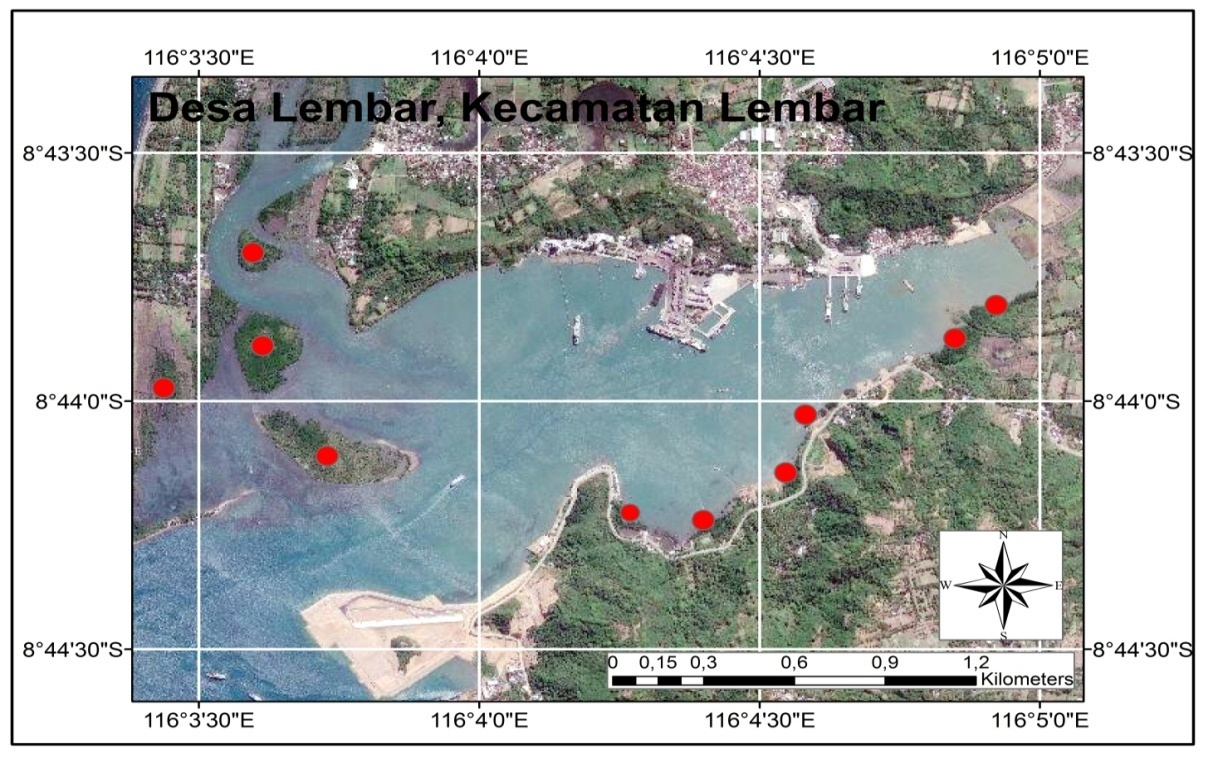 116°3'30"E 116°4'0"E 116°4'30"E 116°5'0"E
Desa Lembar, Kecamatan Lembar
8°43'30"S 8°43'30"S
8°44'0"S 8°44'0"S
E
N
W E
S
8°44'30"S 8°44'30"S
0 0,15 0,3 0,6 0,9 1,2
Kilometers
116°3'30"E 116°4'0"E 116°4'30"E 116°5'0"E